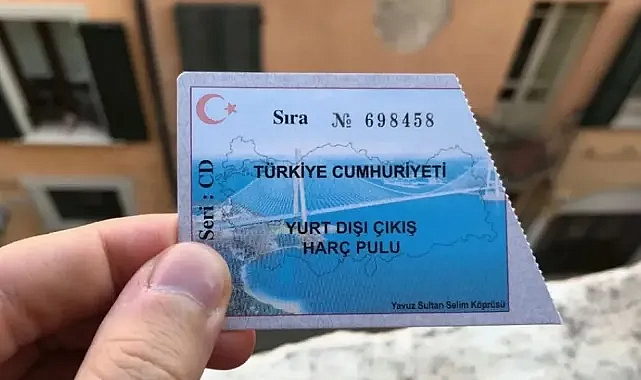 Sıra № 698458
Seri : CD
TÜRKİYE CUMHURİYETİ
YURT DIŞI ÇIKIŞ
HARÇ PULU
Yavuz Sultan Selim Köprüsü